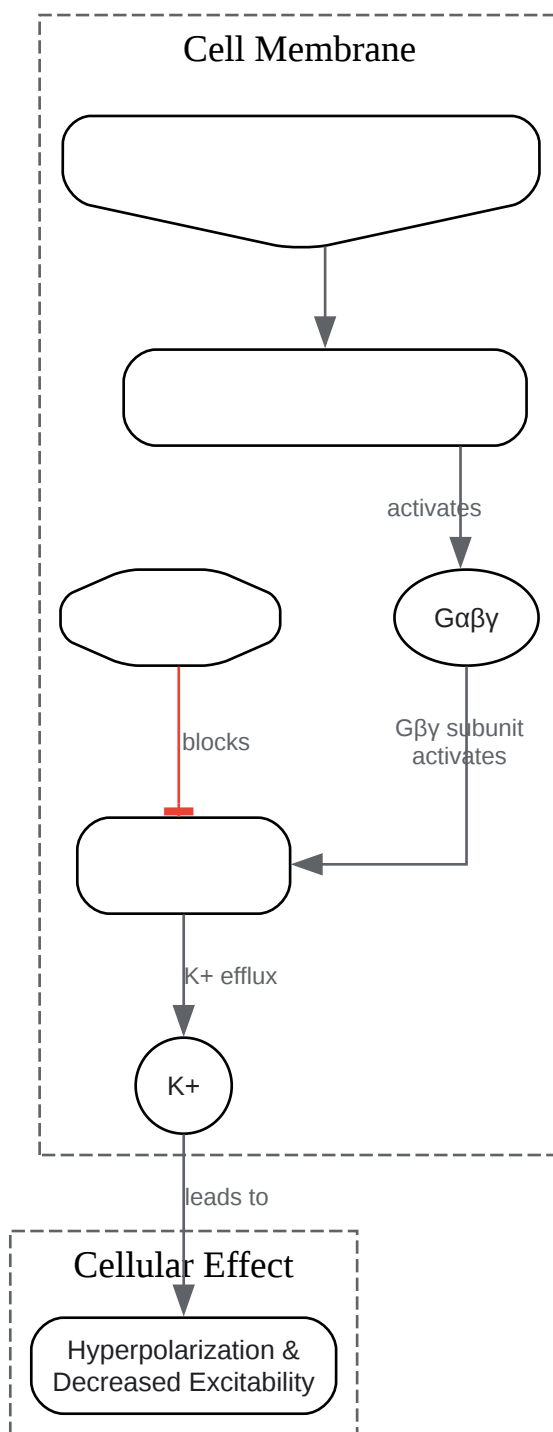 Cell Membrane
activates
Gαβγ
blocks
Gβγ subunit
activates
K+ efflux
K+
leads to
Cellular Effect
Hyperpolarization &
Decreased Excitability